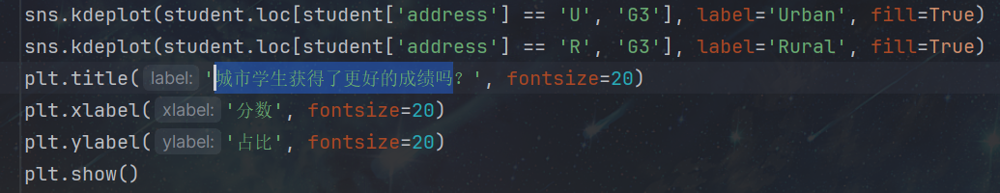 sns.kdeplot(student.loc[student['address'] == 'U', 'G3'], label='Urban', fill=True)
sns.kdeplot(student.loc[student['address'] == 'R', 'G3'], label='Rural', fill=True)
plt.title( label: '城市学生获得了更好的成绩吗？', fontsize=20)
plt.xlabel( xlabel: '分数', fontsize=20)
plt.ylabel( ylabel: '占比', fontsize=20)
plt.show()